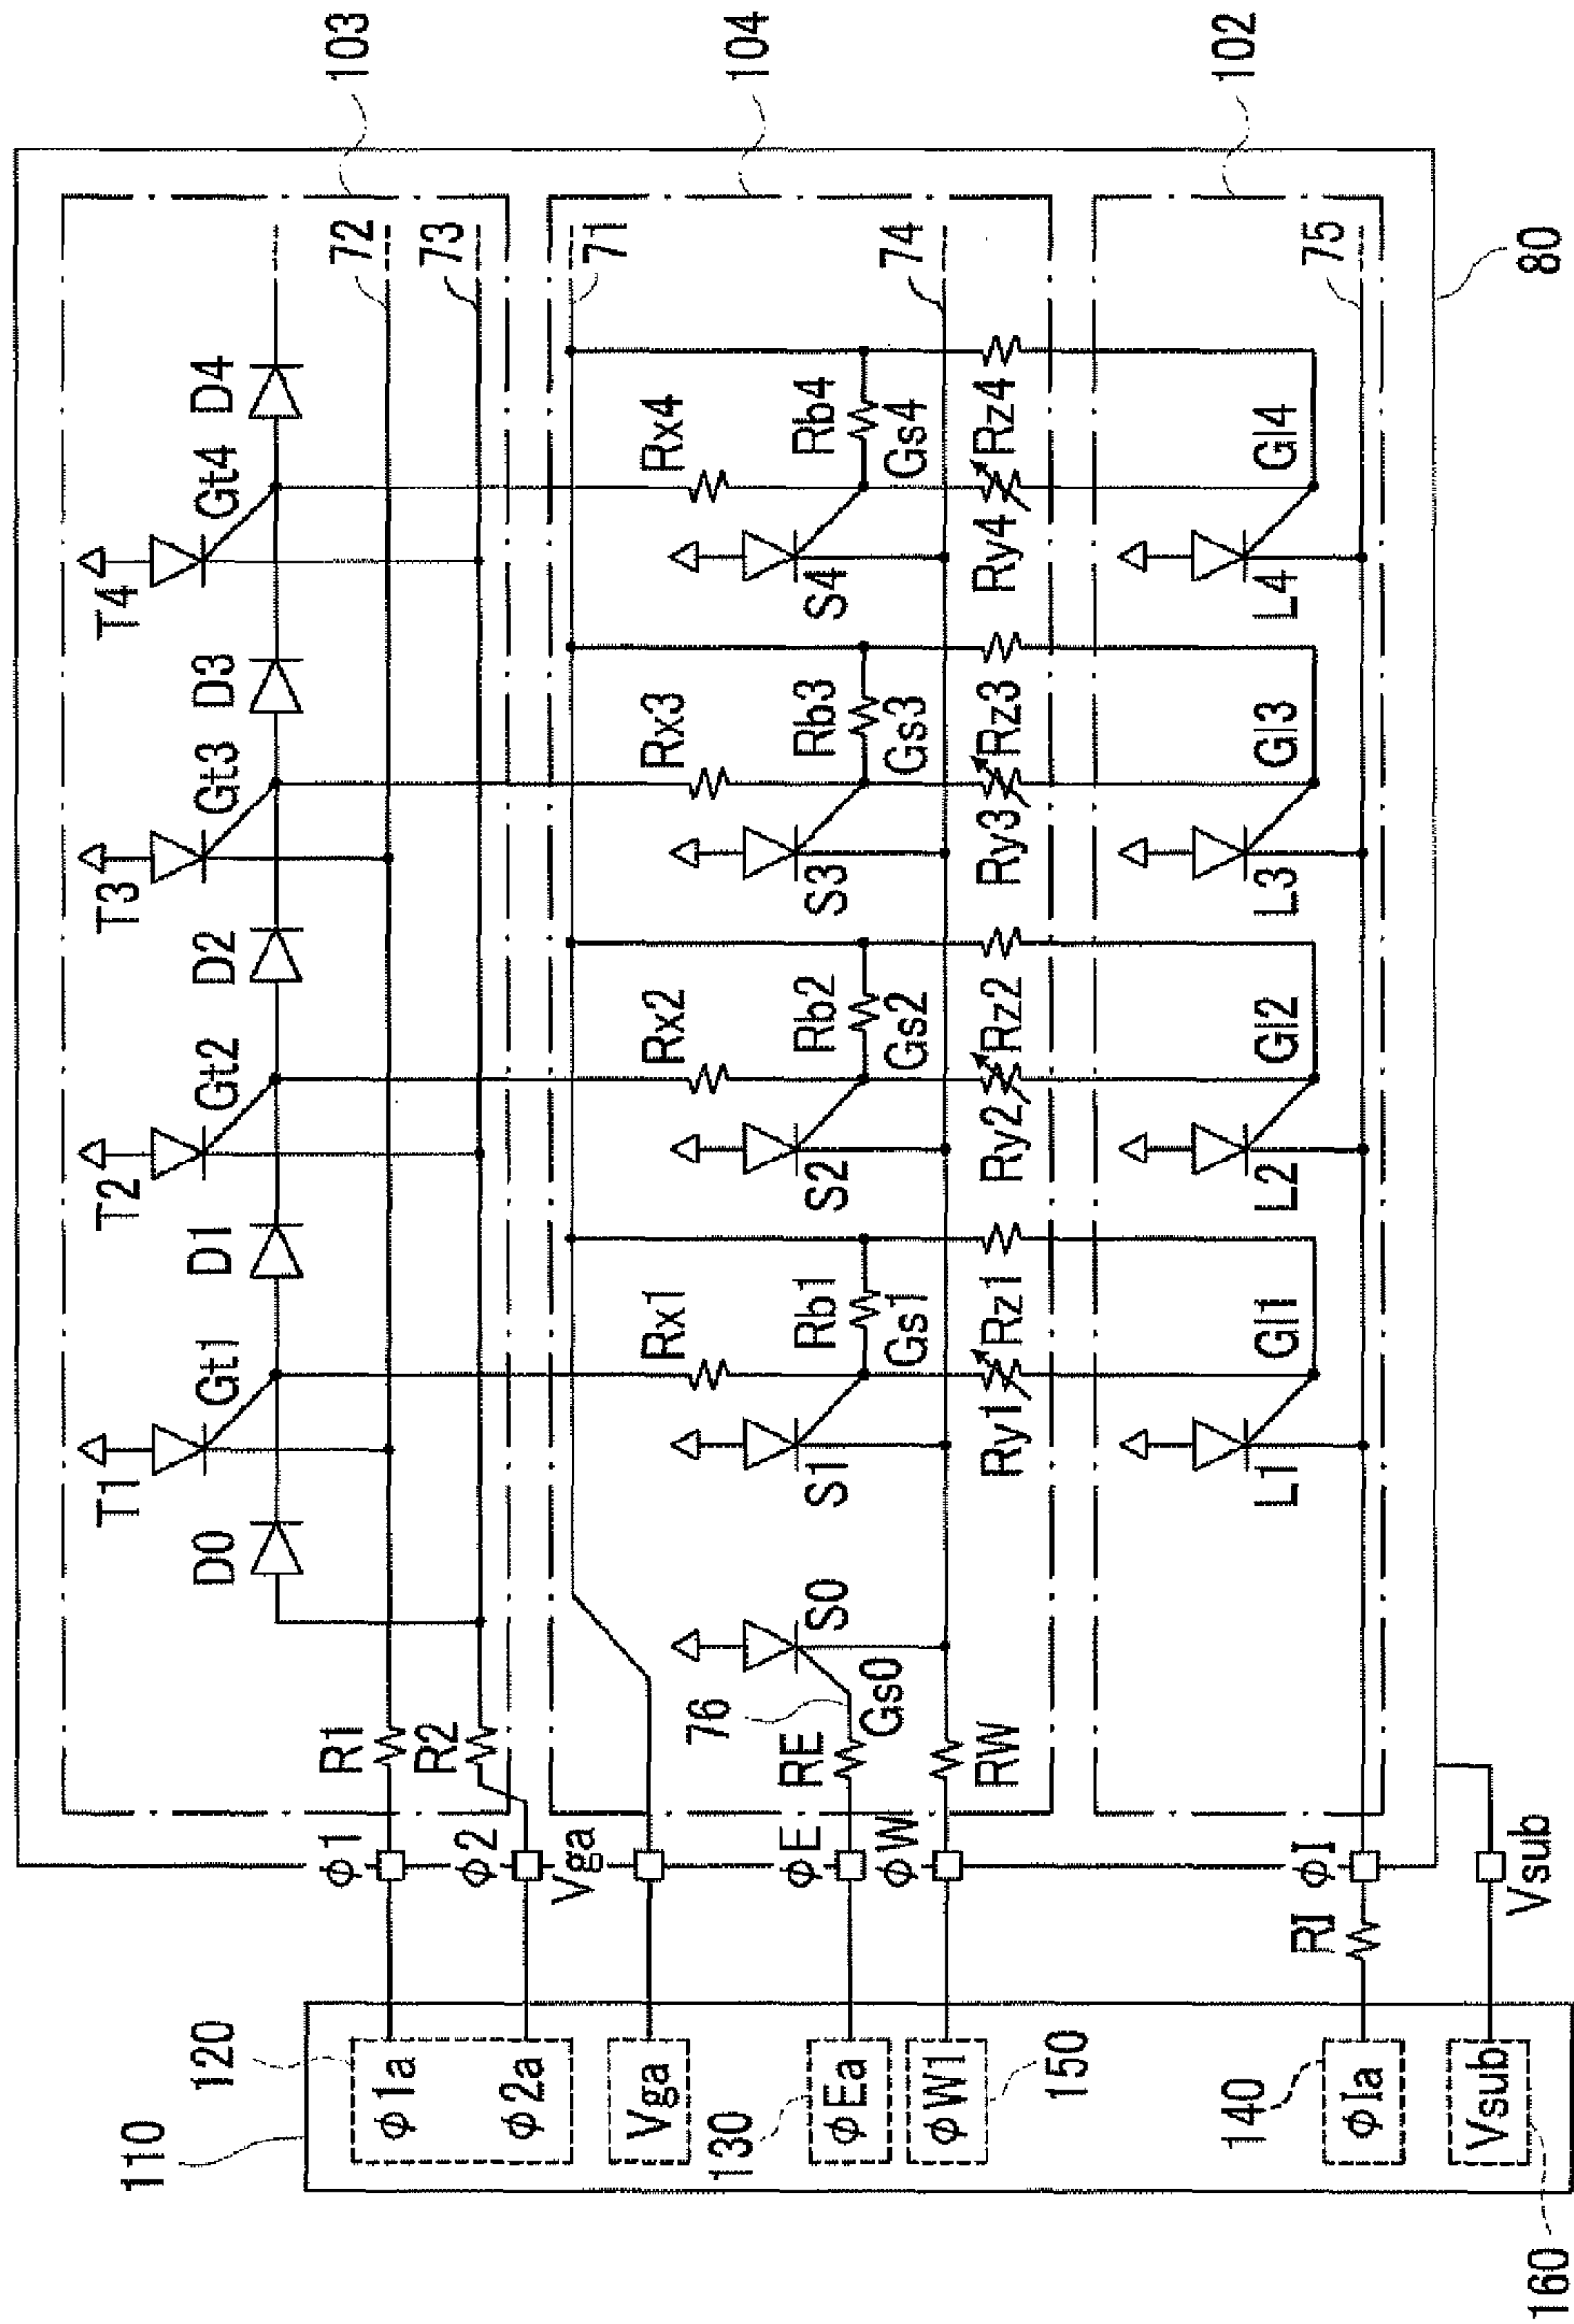 103
104
102
T1
T2
T3
T4
Gt1
Gt2
Gt3
Gt4
D0
D1
D2
D3
D4
72
73
R1
R2
71
74
75
Rx1
Rx2
Rx3
Rx4
Rb1
Rb2
Rb3
Rb4
S0
S1
S2
S3
S4
Gs0
Gs1
Gs2
Gs3
Gs4
76
RE
RW
Ry1
Rz1
Ry2
Rz2
Ry3
Rz3
Ry4
Rz4
L1
L2
L3
L4
Gl1
Gl2
Gl3
Gl4
80
ϕ1
ϕ2
Vga
ϕE
ϕW
ϕI
RI
Vsub
110
120
ϕ1a
ϕ2a
Vga
130
ϕEa
ϕW1
150
140
ϕIa
Vsub
160